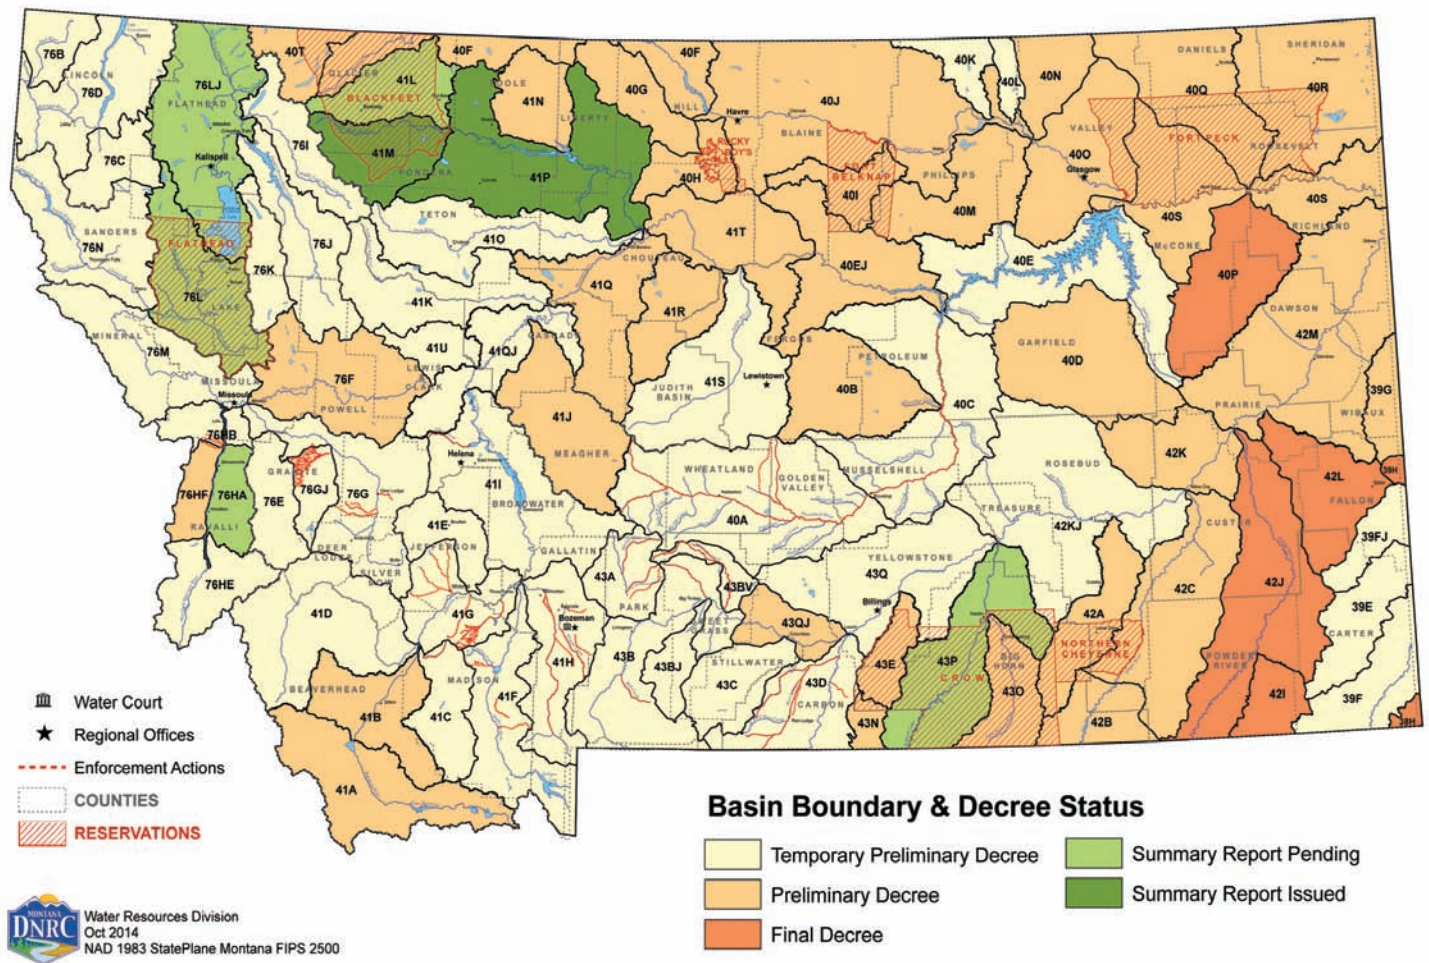 76B
LINCOLN
76D
76LJ
FLATHEAD
40T
GLACIER
41L
BLACKFEET
40F
TOOLE
41N
LIBERTY
40G
HILL
40F
Havre
40J
BLAINE
40K
40L
40N
DANIELS
SHERIDAN
40Q
40R
FORT PECK
ROOSEVELT
VALLEY
40O
Glasgow
76C
Kalispell
76I
41M
PONDERA
41P
ROCKY
BOY'S
40H
FORT
BELKNAP
40I
PHILLIPS
40M
40S
40S
RICHLAND
McCONE
SANDERS
76N
FLATHEAD
76L
LAKE
76K
76J
TETON
41O
CHOUTEAU
41T
40EJ
40E
40P
DAWSON
42M
41K
41Q
41R
MINERAL
76M
MISSOULA
Missoula
76F
POWELL
41U
LEWIS
CLARK
41QJ
CASCADE
41J
MEAGHER
JUDITH
BASIN
41S
Lewistown
FERGUS
40B
PETROLEUM
40C
GARFIELD
40D
PRAIRIE
39G
WIBAUX
76HB
76HF
76HA
RAVALLI
76HE
GRANITE
76E
76GJ
76G
DEER
LODGE
SILVER
BOW
Helena
41I
BROADWATER
41E
JEFFERSON
WHEATLAND
GOLDEN
VALLEY
MUSSELSHELL
40A
ROSEBUD
TREASURE
42KJ
42K
CUSTER
42L
39H
FALLON
39FJ
41D
41G
GALLATIN
Bozeman
41H
43A
PARK
43B
43BV
SWEET
GRASS
43BJ
YELLOWSTONE
43Q
Billings
43QJ
STILLWATER
43C
43D
CARBON
43E
43N
43P
CROW
BIG
HORN
43O
42A
NORTHERN
CHEYENNE
42B
42C
42J
POWDER
RIVER
42I
39E
CARTER
39F
38H
BEAVERHEAD
41B
41A
MADISON
41C
41F
Water Court
Regional Offices
Enforcement Actions
COUNTIES
RESERVATIONS
Basin Boundary & Decree Status
Temporary Preliminary Decree
Preliminary Decree
Final Decree
Summary Report Pending
Summary Report Issued
MONTANA
DNRC
Water Resources Division
Oct 2014
NAD 1983 StatePlane Montana FIPS 2500